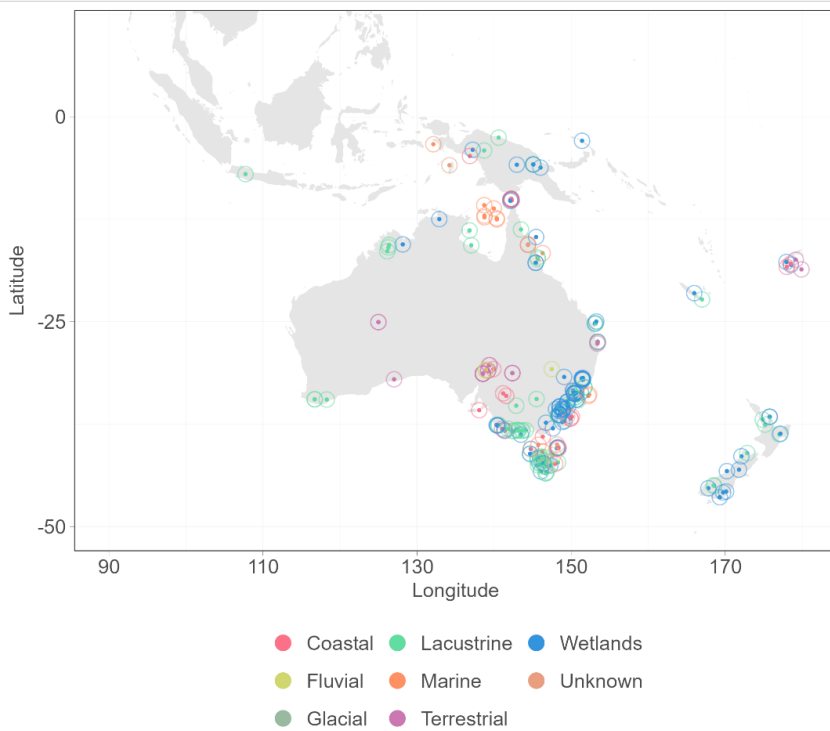 0
-25
-50
Latitude
90 110 130 150 170
Longitude
Coastal Lacustrine Wetlands
Fluvial Marine Unknown
Glacial Terrestrial